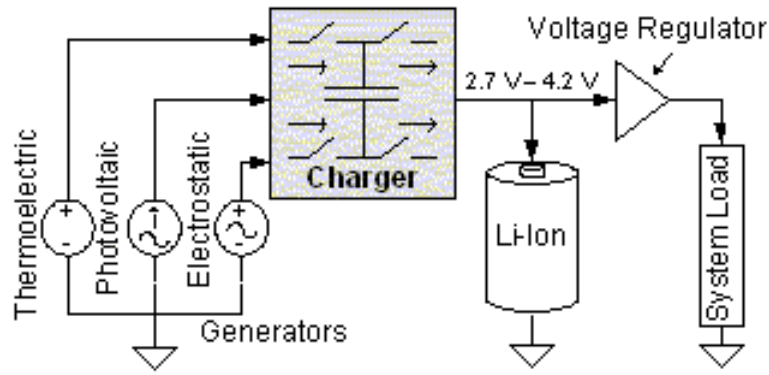 Voltage Regulator
2.7 V – 4.2 V
Charger
Thermoelectric
Photovoltaic
Electrostatic
+
-
+
-
Li-Ion
System Load
Generators